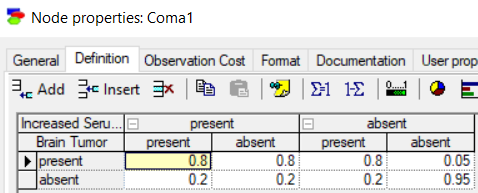 Node properties: Coma1
General Definition Observation Cost Format Documentation User prop
Add Insert Σ=1 1-Σ
Increased Seru... present absent
Brain Tumor present absent present absent
present 0.8 0.8 0.8 0.05
absent 0.2 0.2 0.2 0.95